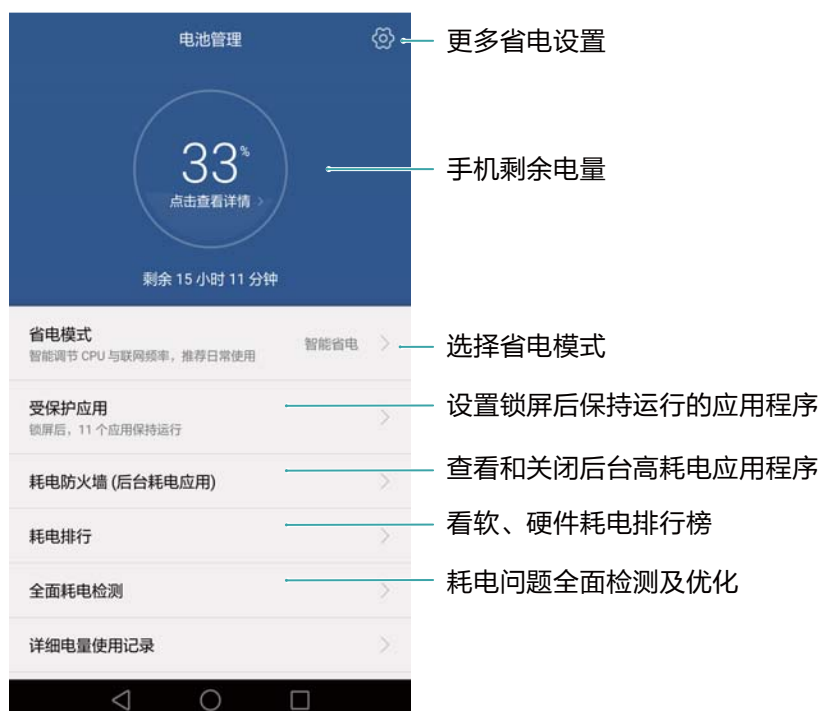 电池管理
更多省电设置
33%
点击查看详情
手机剩余电量
剩余 15 小时 11 分钟
省电模式
智能调节 CPU 与联网频率，推荐日常使用
智能省电
选择省电模式
受保护应用
锁屏后，11 个应用保持运行
设置锁屏后保持运行的应用程序
耗电防火墙 (后台耗电应用)
查看和关闭后台高耗电应用程序
耗电排行
看软、硬件耗电排行榜
全面耗电检测
耗电问题全面检测及优化
详细电量使用记录